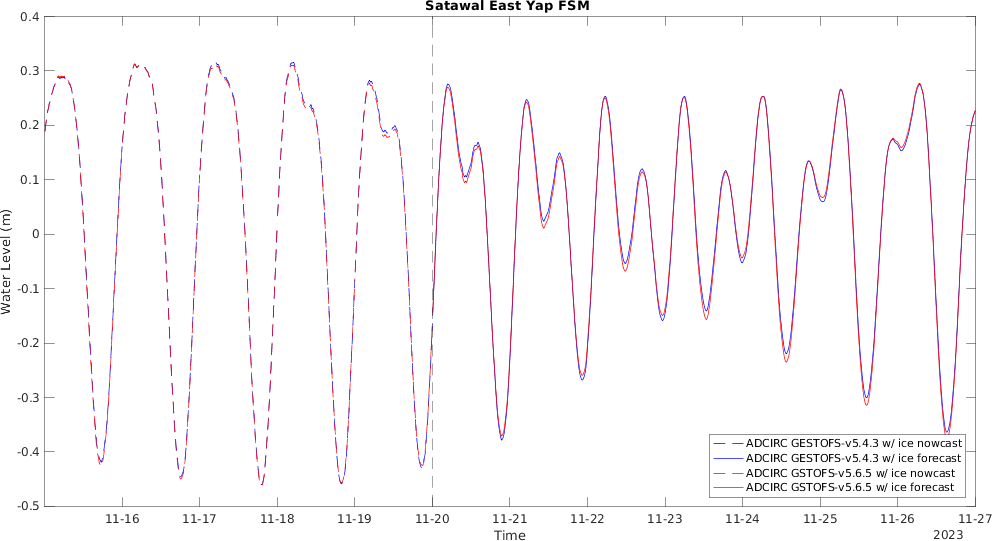 Satawal East Yap FSM
0.4
0.3
0.2
0.1
0
-0.1
-0.2
-0.3
-0.4
-0.5
Water Level (m)
ADCIRC GESTOFS-v5.4.3 w/ ice nowcast
ADCIRC GESTOFS-v5.4.3 w/ ice forecast
ADCIRC GSTOFS-v5.6.5 w/ ice nowcast
ADCIRC GSTOFS-v5.6.5 w/ ice forecast
11-16 11-17 11-18 11-19 11-20 11-21 11-22 11-23 11-24 11-25 11-26 11-27
Time
2023